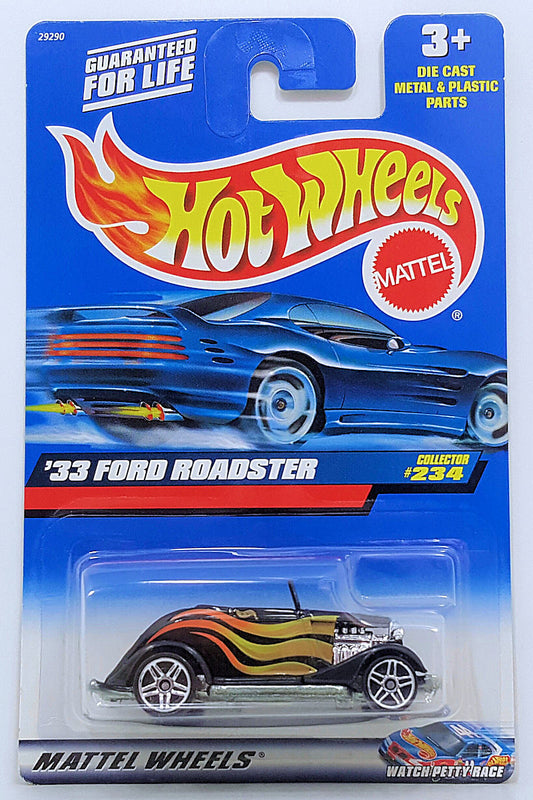 29290
GUARANTEED
FOR LIFE
3+
DIE CAST
METAL & PLASTIC
PARTS
HOT WHEELS
MATTEL
®
'33 FORD ROADSTER
COLLECTOR
#234
MATTEL WHEELS®
WATCH PETTY RACE